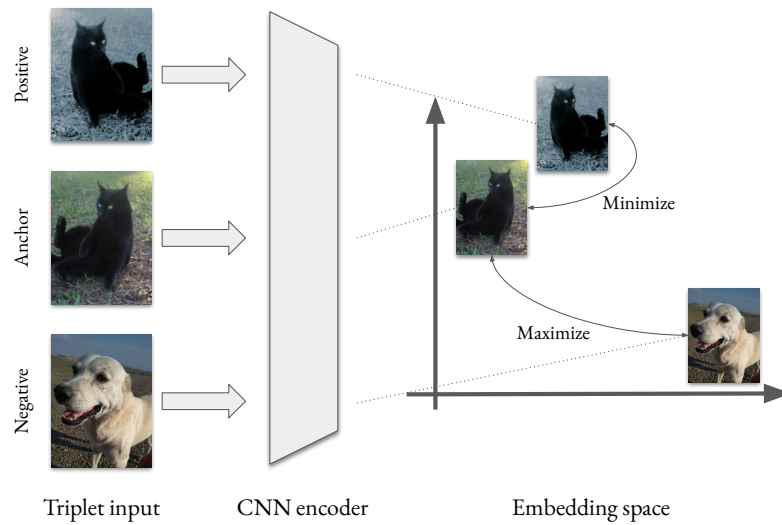 Positive
Anchor
Negative
Minimize
Maximize
Triplet input
CNN encoder
Embedding space